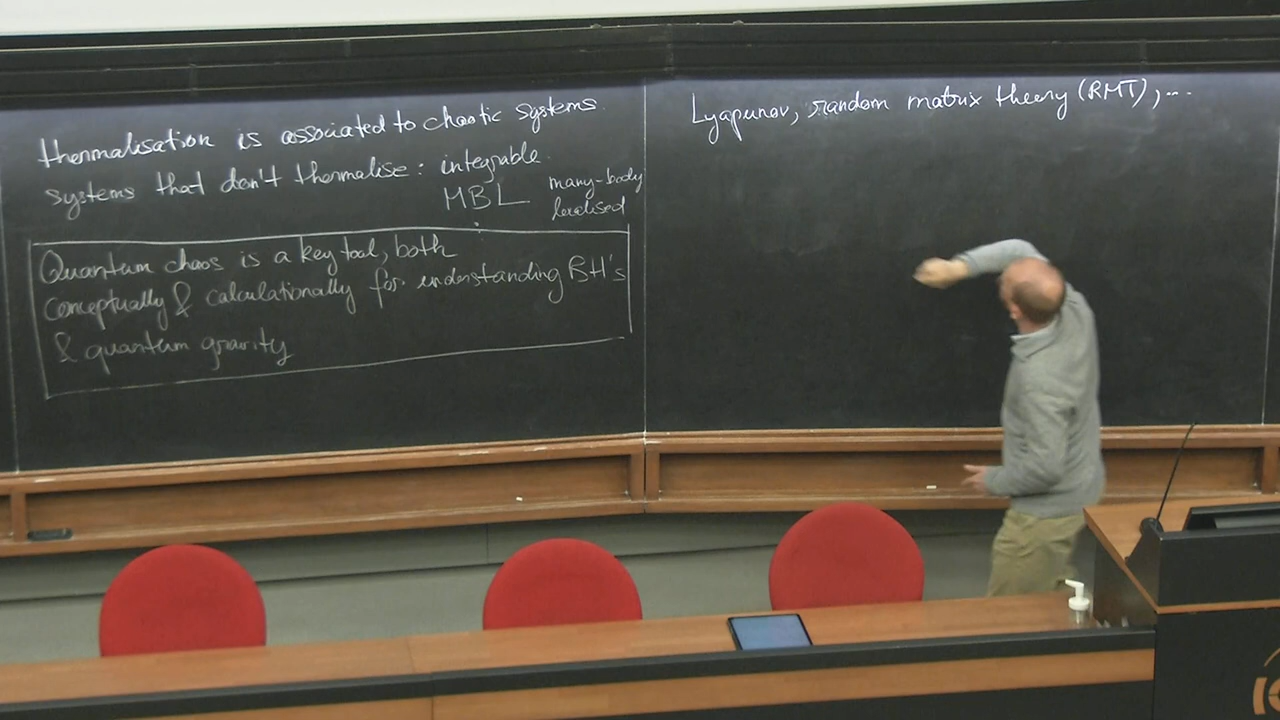 thermalisation is associated to chaotic systems.
systems that don't thermalise : integrable.
MBL many-body
localised
Quantum chaos is a key tool, both
conceptually & calculationally for understanding BH's
& quantum gravity
Lyapunov, random matrix theory (RMT), ...